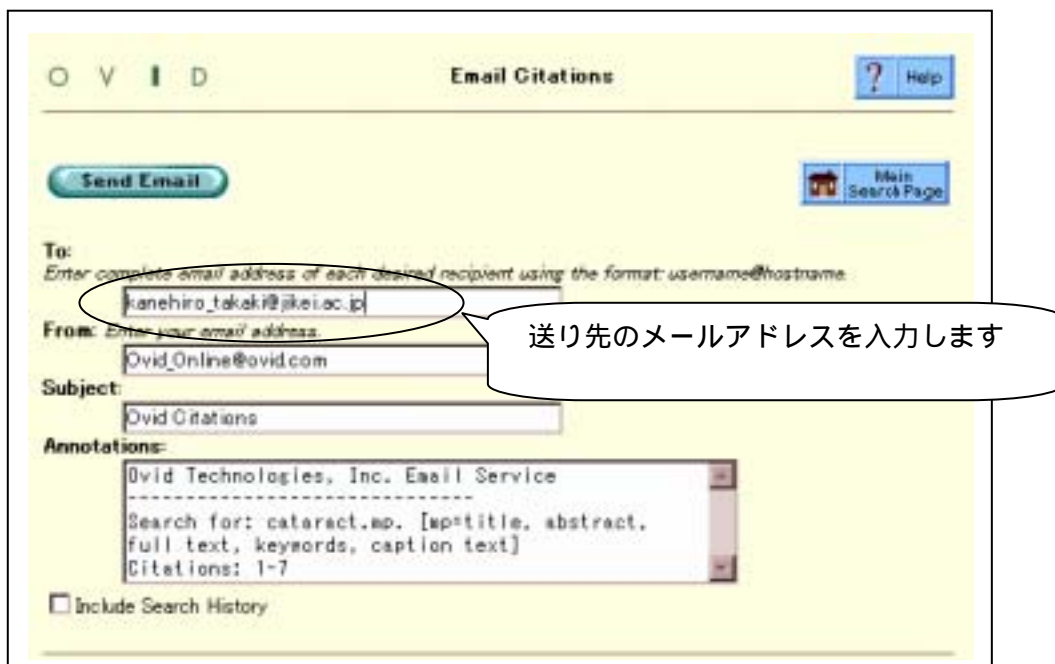 O V I D
Email Citations
? Help
Send Email
Main
Search Page
To:
Enter complete email address of each desired recipient using the format: username@hostname.
kanehiro_takaki@jikei.ac.jp
送り先のメールアドレスを入力します
From: Enter your email address.
Ovid_Online@ovid.com
Subject:
Ovid Citations
Annotations:
Ovid Technologies, Inc. Email Service
------------------------------
Search for: cataract.mp. [mp=title, abstract,
full text, keywords, caption text]
Citations: 1-7
Include Search History